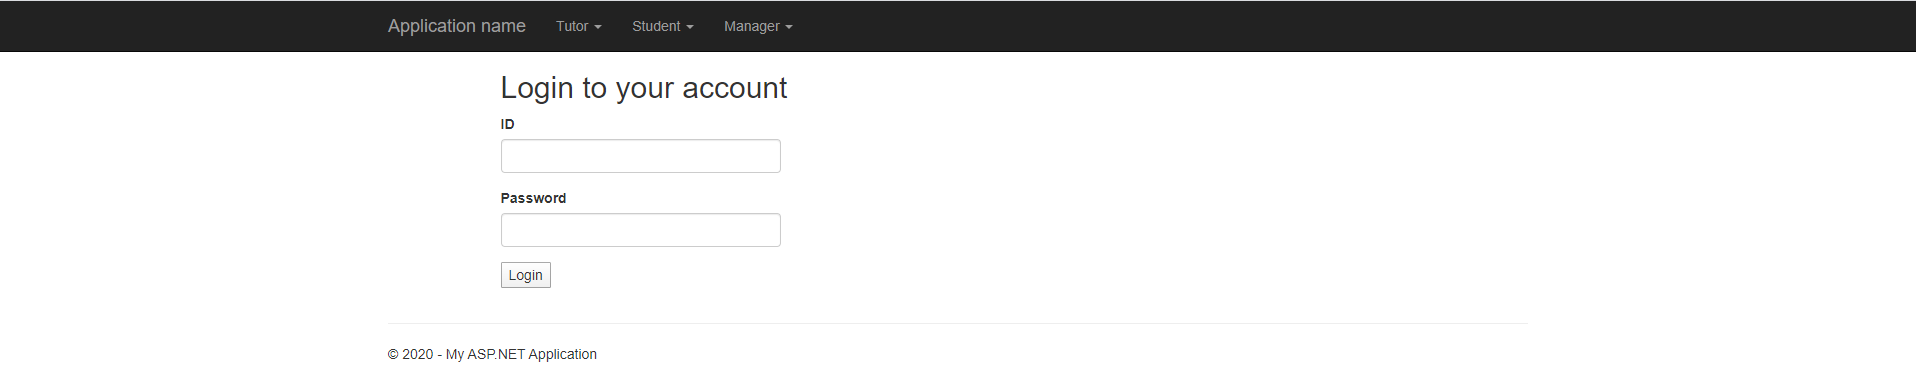 Application name Tutor Student Manager
Login to your account
ID
Password
Login
© 2020 - My ASP.NET Application